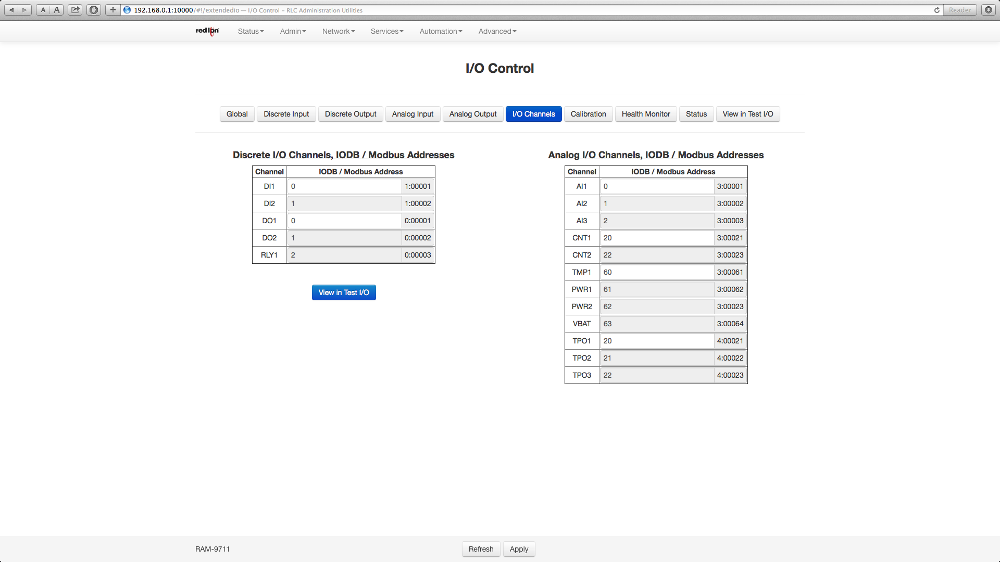 A A + 192.168.0.1:10000/#!/extendedio — I/O Control – RLC Administration Utilities Reader
red lion Status Admin Network Services Automation Advanced
I/O Control
Global Discrete Input Discrete Output Analog Input Analog Output I/O Channels Calibration Health Monitor Status View in Test I/O
Discrete I/O Channels, IODB / Modbus Addresses
Channel IODB / Modbus Address
DI1 0 1:00001
DI2 1 1:00002
DO1 0 0:00001
DO2 1 0:00002
RLY1 2 0:00003
View in Test I/O
Analog I/O Channels, IODB / Modbus Addresses
Channel IODB / Modbus Address
AI1 0 3:00001
AI2 1 3:00002
AI3 2 3:00003
CNT1 20 3:00021
CNT2 22 3:00023
TMP1 60 3:00061
PWR1 61 3:00062
PWR2 62 3:00023
VBAT 63 3:00064
TPO1 20 4:00021
TPO2 21 4:00022
TPO3 22 4:00023
RAM-9711 Refresh Apply